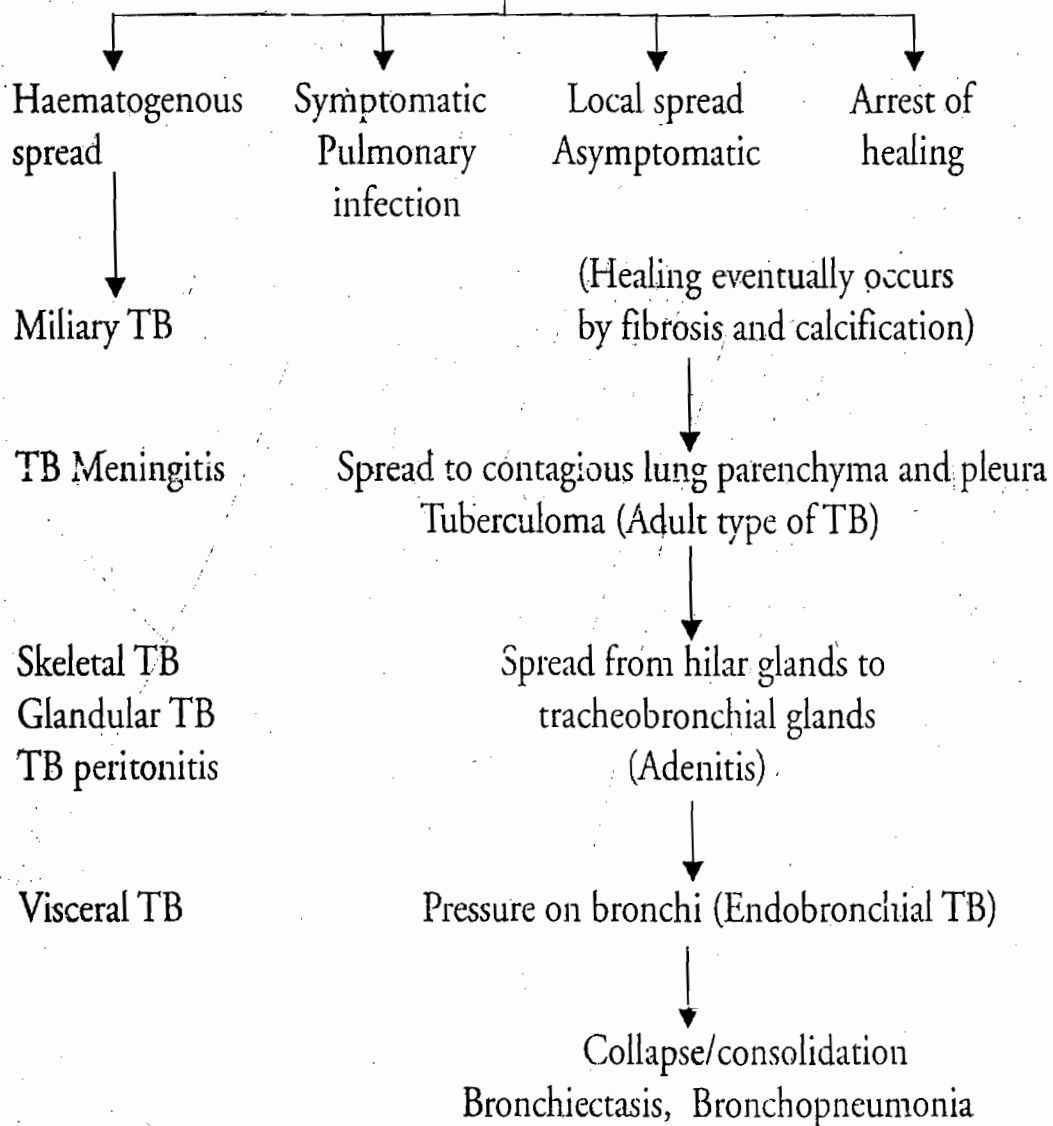 Haematogenous
spread
Symptomatic
Pulmonary
infection
Local spread
Asymptomatic
Arrest of
healing
Miliary TB
(Healing eventually occurs
by fibrosis and calcification)
TB Meningitis
Spread to contagious lung parenchyma and pleura
Tuberculoma (Adult type of TB)
Skeletal TB
Glandular TB
TB peritonitis
Spread from hilar glands to
tracheobronchial glands
(Adenitis)
Visceral TB
Pressure on bronchi (Endobronchial TB)
Collapse/consolidation
Bronchiectasis, Bronchopneumonia